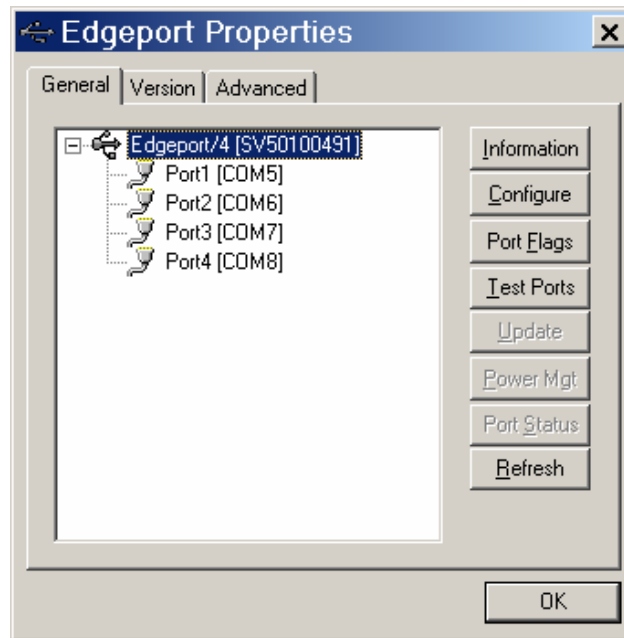 Edgeport Properties
General Version Advanced
Edgeport/4 [SV50100491]
Port1 [COM5]
Port2 [COM6]
Port3 [COM7]
Port4 [COM8]
Information
Configure
Port Flags
Test Ports
Update
Power Mgt
Port Status
Refresh
OK